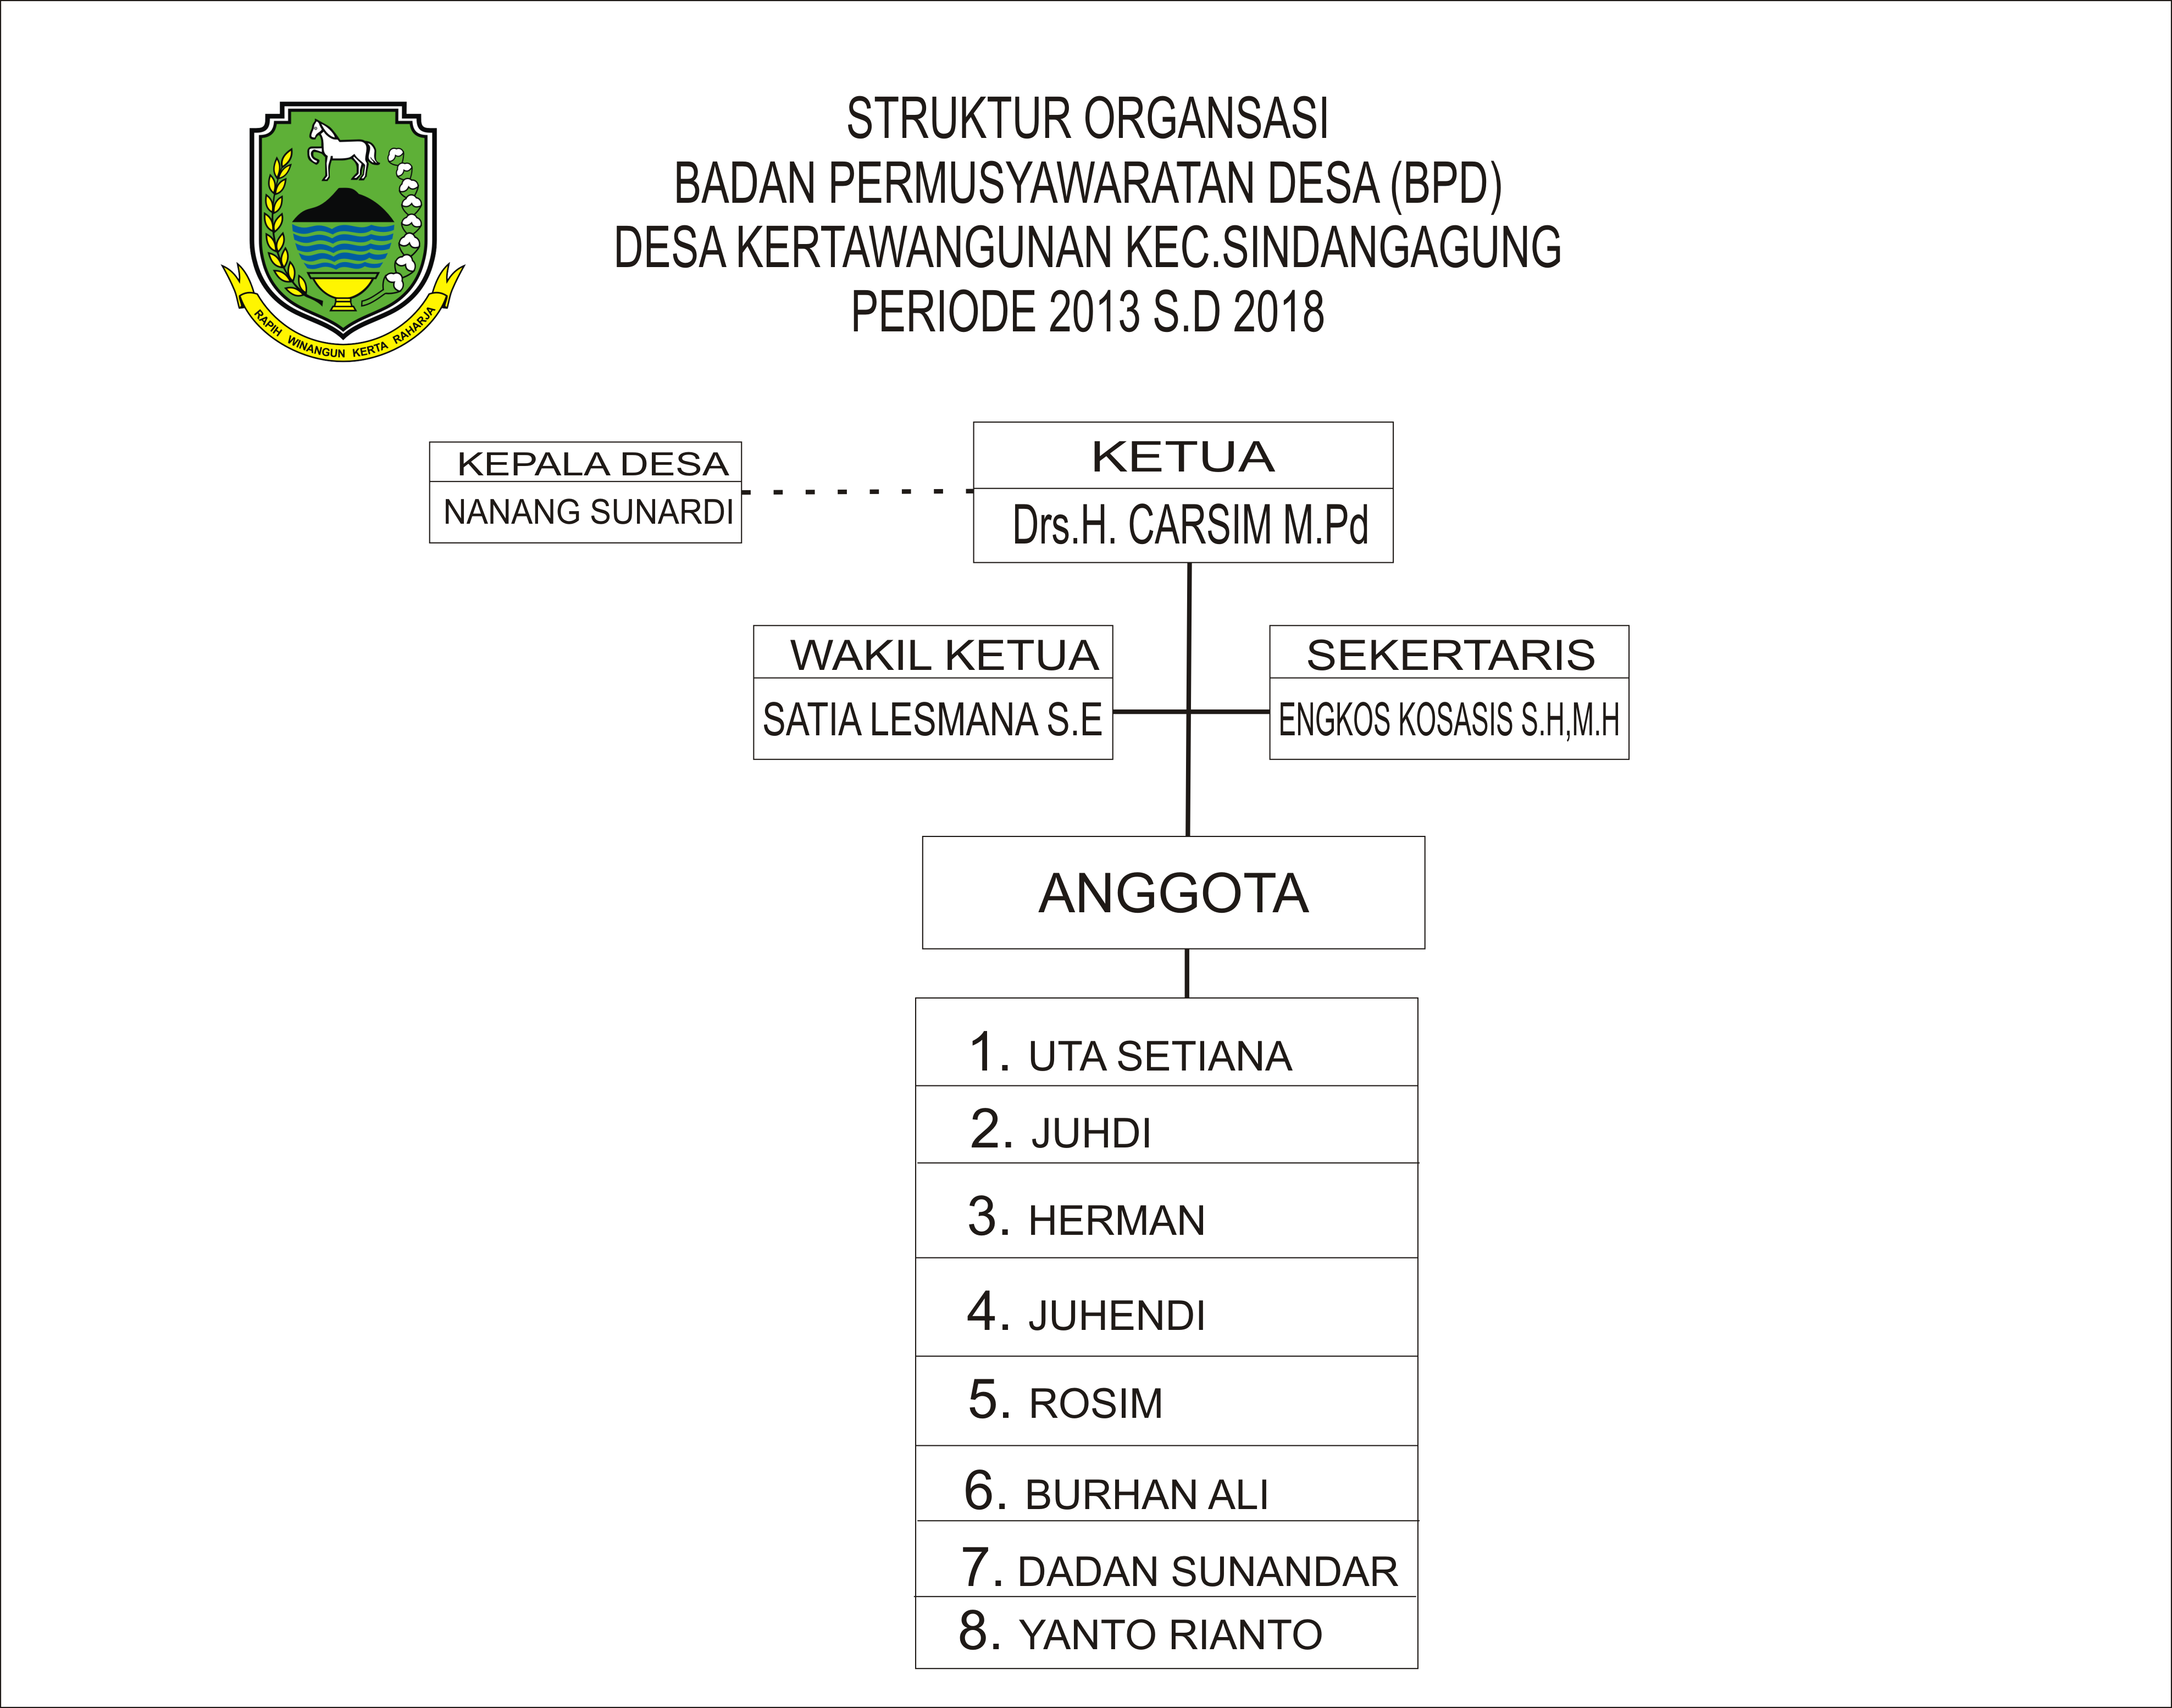 STRUKTUR ORGANSASI
BADAN PERMUSYAWARATAN DESA (BPD)
DESA KERTAWANGUNAN KEC.SINDANGAGUNG
PERIODE 2013 S.D 2018
RAPIH WINANGUN KERTA RAHARJA
KEPALA DESA
NANANG SUNARDI
KETUA
Drs.H. CARSIM M.Pd
WAKIL KETUA
SATIA LESMANA S.E
SEKERTARIS
ENGKOS KOSASIS S.H,M.H
ANGGOTA
1. UTA SETIANA
2. JUHDI
3. HERMAN
4. JUHENDI
5. ROSIM
6. BURHAN ALI
7. DADAN SUNANDAR
8. YANTO RIANTO